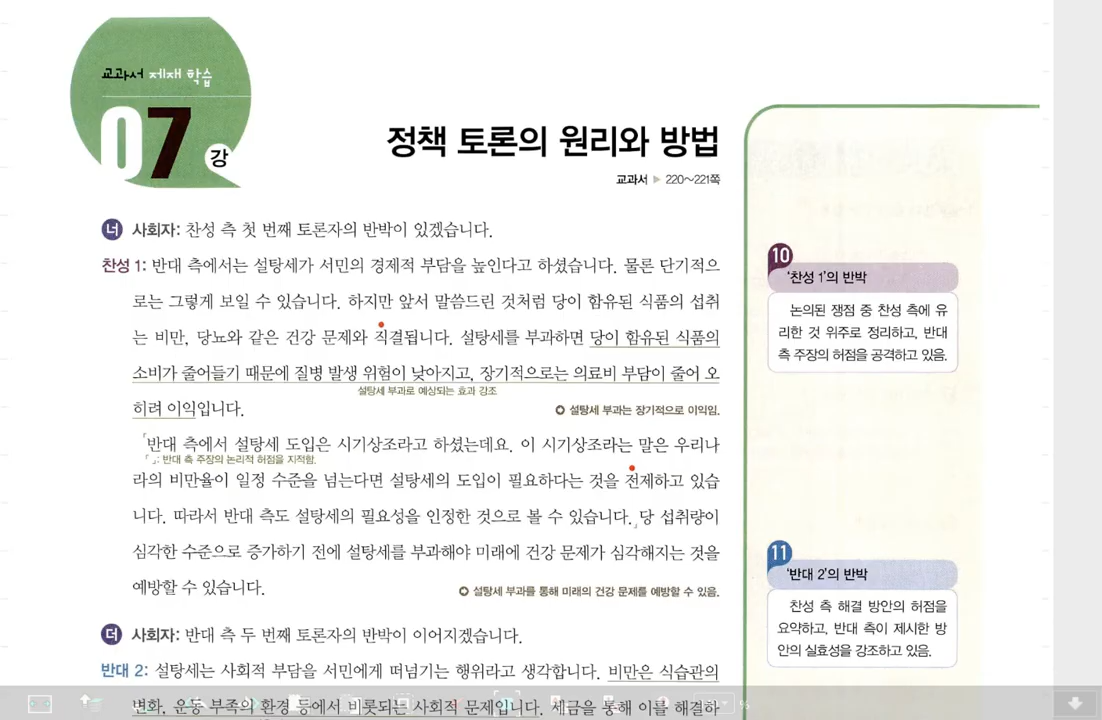 교과서 제재 학습
07강
정책 토론의 원리와 방법
교과서 ▶ 220~221쪽
너 사회자: 찬성 측 첫 번째 토론자의 반박이 있겠습니다.
찬성 1: 반대 측에서는 설탕세가 서민의 경제적 부담을 높인다고 하셨습니다. 물론 단기적으
로는 그렇게 보일 수 있습니다. 하지만 앞서 말씀드린 것처럼 당이 함유된 식품의 섭취
는 비만, 당뇨와 같은 건강 문제와 직결됩니다. 설탕세를 부과하면 당이 함유된 식품의
소비가 줄어들기 때문에 질병 발생 위험이 낮아지고, 장기적으로는 의료비 부담이 줄어 오
설탕세 부과로 예상되는 효과 강조
히려 이익입니다.
➲ 설탕세 부과는 장기적으로 이익임.
「반대 측에서 설탕세 도입은 시기상조라고 하셨는데요. 이 시기상조라는 말은 우리나
「 」: 반대 측 주장의 논리적 허점을 지적함.
라의 비만율이 일정 수준을 넘는다면 설탕세의 도입이 필요하다는 것을 전제하고 있습
니다. 따라서 반대 측도 설탕세의 필요성을 인정한 것으로 볼 수 있습니다.」 당 섭취량이
심각한 수준으로 증가하기 전에 설탕세를 부과해야 미래에 건강 문제가 심각해지는 것을
예방할 수 있습니다.
➲ 설탕세 부과를 통해 미래의 건강 문제를 예방할 수 있음.
더 사회자: 반대 측 두 번째 토론자의 반박이 이어지겠습니다.
반대 2: 설탕세는 사회적 부담을 서민에게 떠넘기는 행위라고 생각합니다. 비만은 식습관의
변화, 운동 부족의 환경 등에서 비롯되는 사회적 문제입니다. 세금을 통해 이를 해결하
10
'찬성 1'의 반박
논의된 쟁점 중 찬성 측에 유
리한 것 위주로 정리하고, 반대
측 주장의 허점을 공격하고 있음.
11
'반대 2'의 반박
찬성 측 해결 방안의 허점을
요약하고, 반대 측이 제시한 방
안의 실효성을 강조하고 있음.